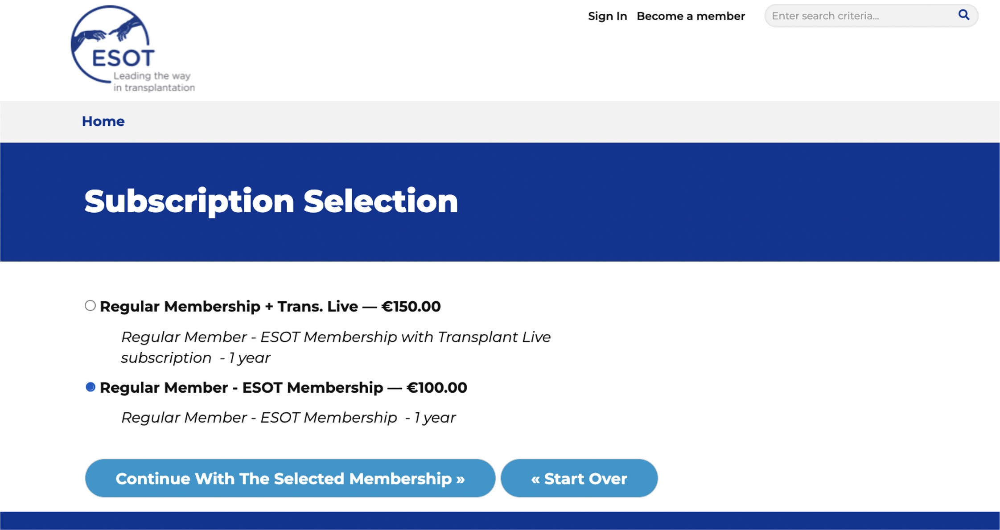 ESOT
Leading the way
in transplantation
Sign In
Become a member
Enter search criteria...
Home
Subscription Selection
Regular Membership + Trans. Live — €150.00
Regular Member - ESOT Membership with Transplant Live
subscription  - 1 year
Regular Member - ESOT Membership — €100.00
Regular Member - ESOT Membership  - 1 year
Continue With The Selected Membership »
« Start Over